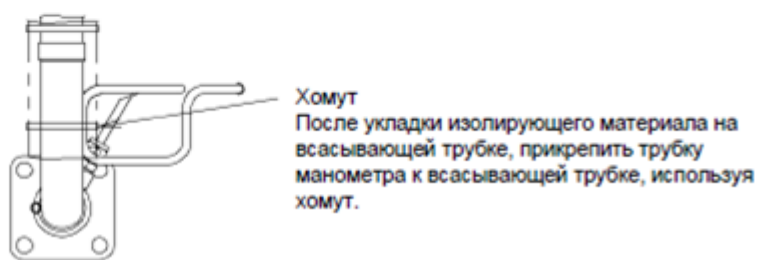 Хомут
После укладки изолирующего материала на
всасывающей трубке, прикрепить трубку
манометра к всасывающей трубке, используя
хомут.